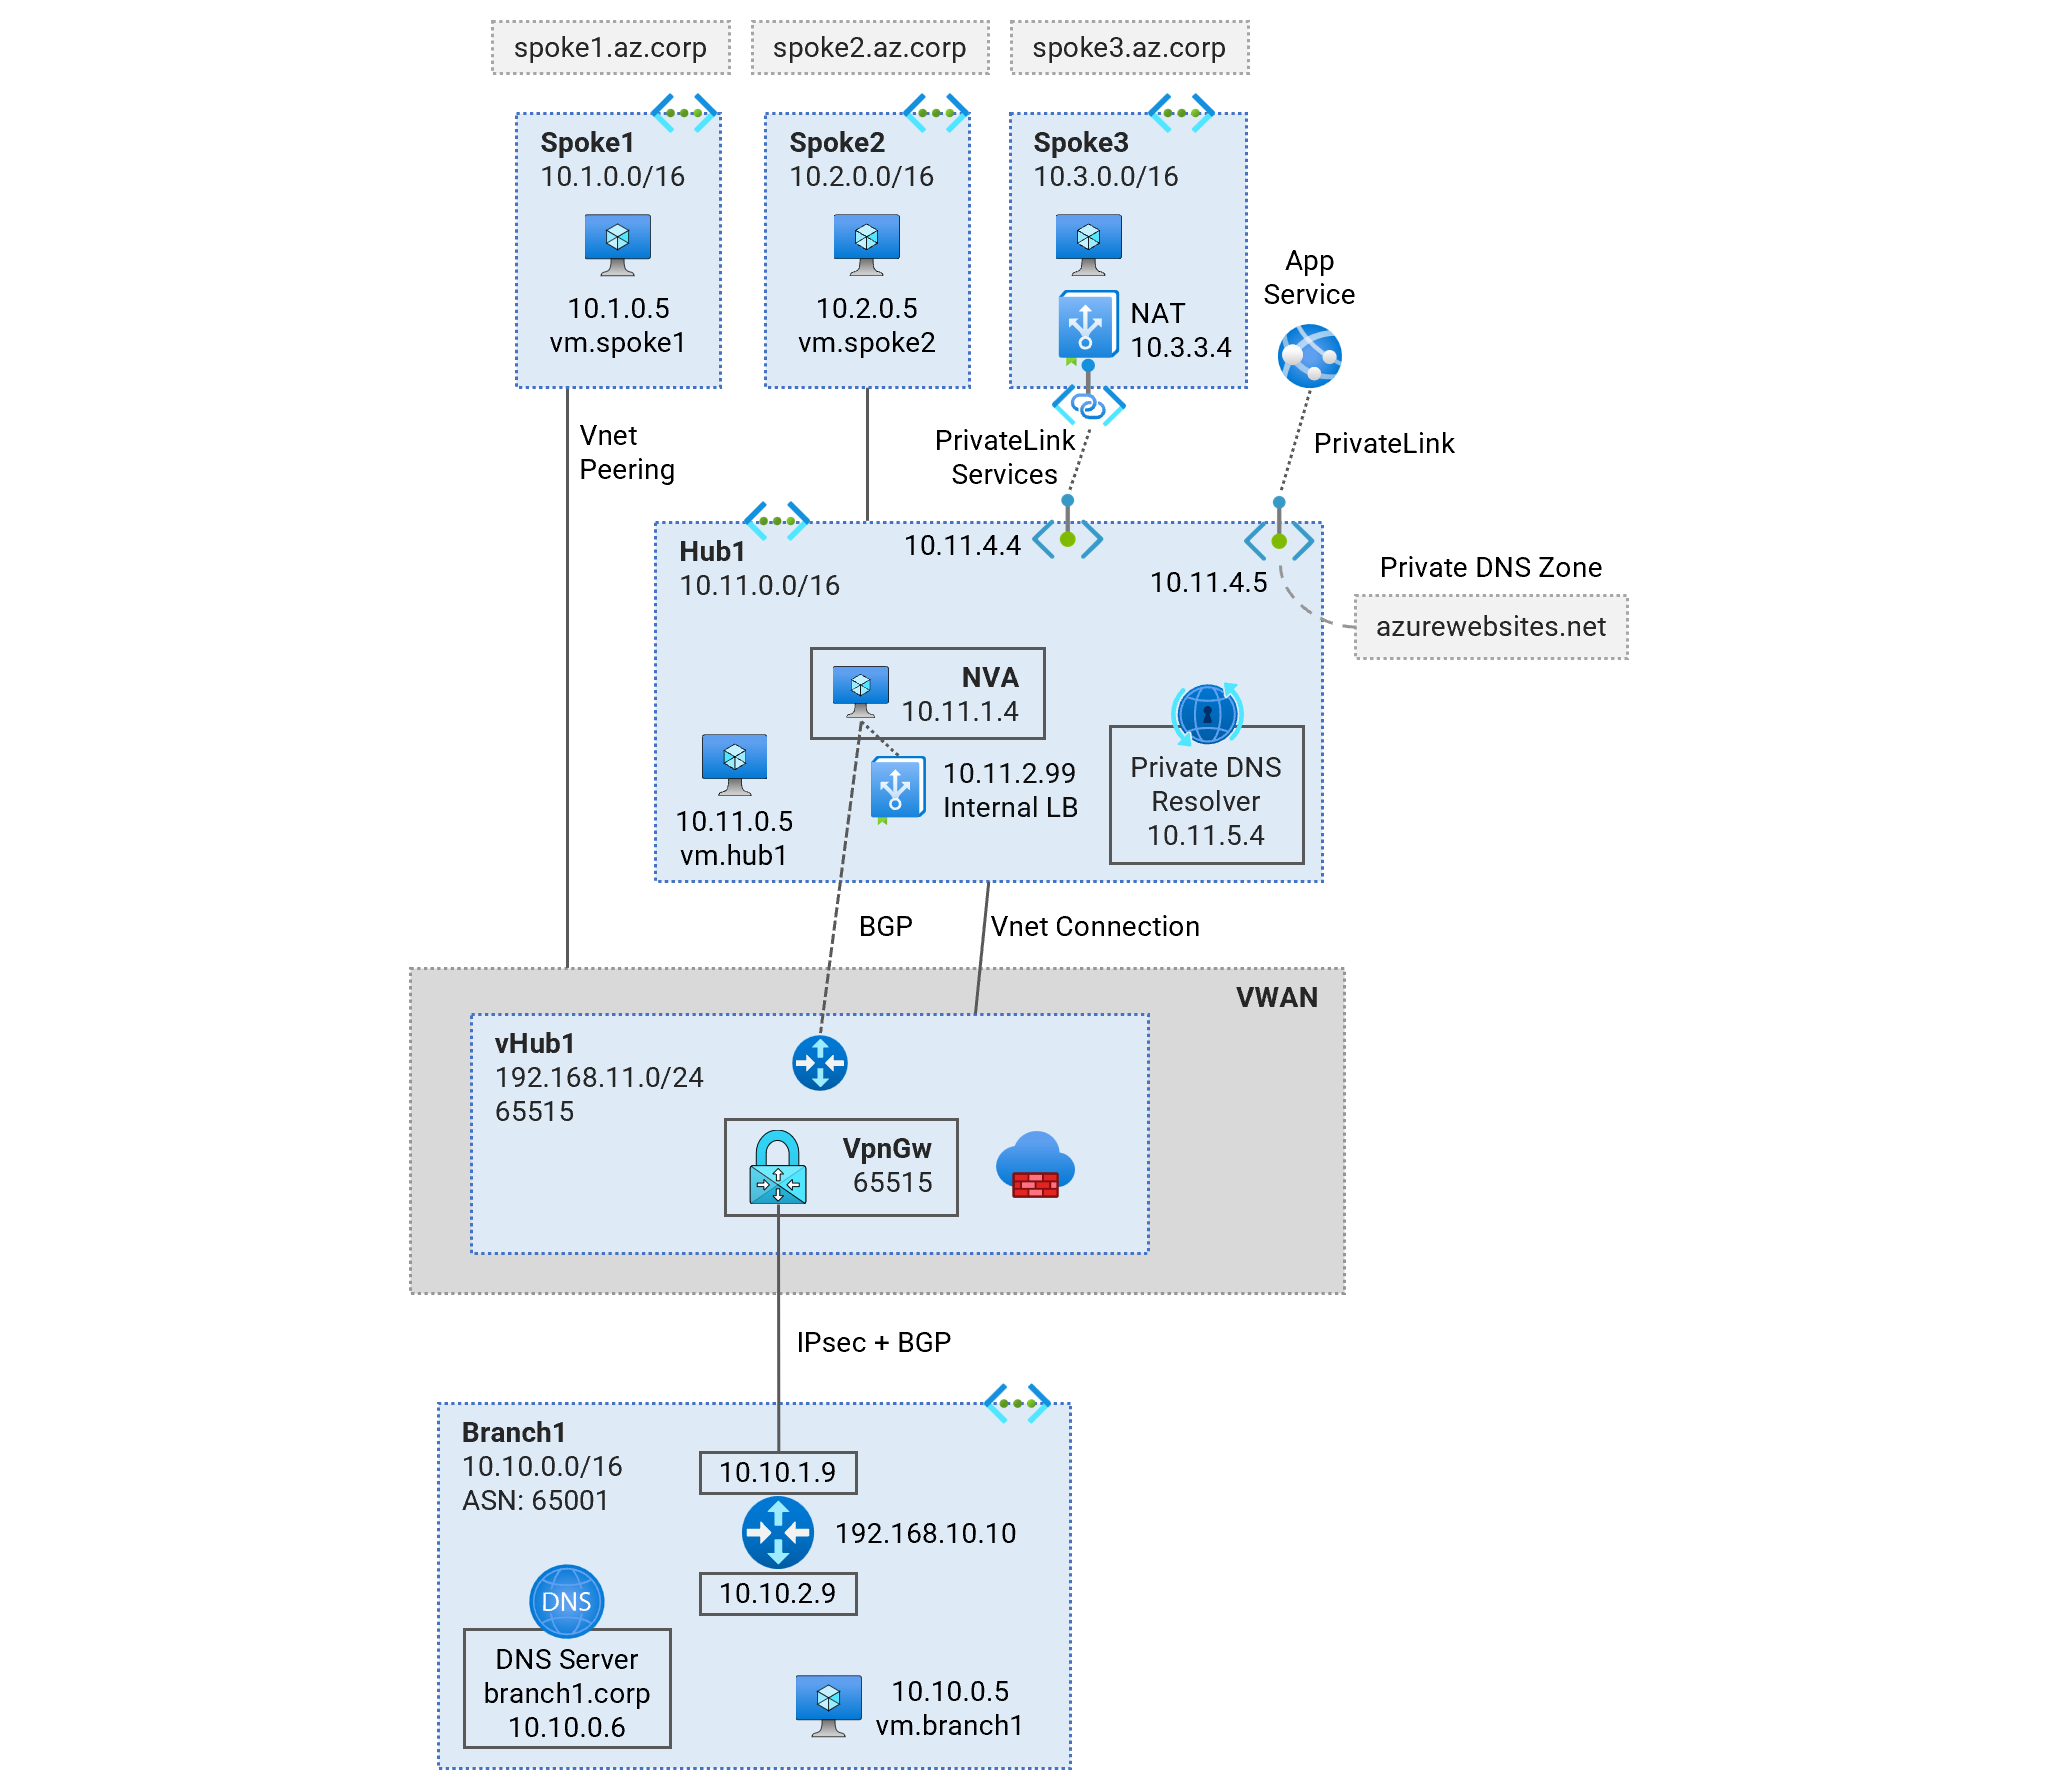 spoke1.az.corp
spoke2.az.corp
spoke3.az.corp
Spoke1
10.1.0.0/16
10.1.0.5
vm.spoke1
Spoke2
10.2.0.0/16
10.2.0.5
vm.spoke2
Spoke3
10.3.0.0/16
NAT
10.3.3.4
App
Service
Vnet
Peering
PrivateLink
Services
PrivateLink
Hub1
10.11.0.0/16
10.11.4.4
10.11.4.5
Private DNS Zone
azurewebsites.net
NVA
10.11.1.4
10.11.2.99
Internal LB
10.11.0.5
vm.hub1
Private DNS
Resolver
10.11.5.4
BGP
Vnet Connection
VWAN
vHub1
192.168.11.0/24
65515
VpnGw
65515
IPsec + BGP
Branch1
10.10.0.0/16
ASN: 65001
10.10.1.9
192.168.10.10
10.10.2.9
DNS
DNS Server
branch1.corp
10.10.0.6
10.10.0.5
vm.branch1